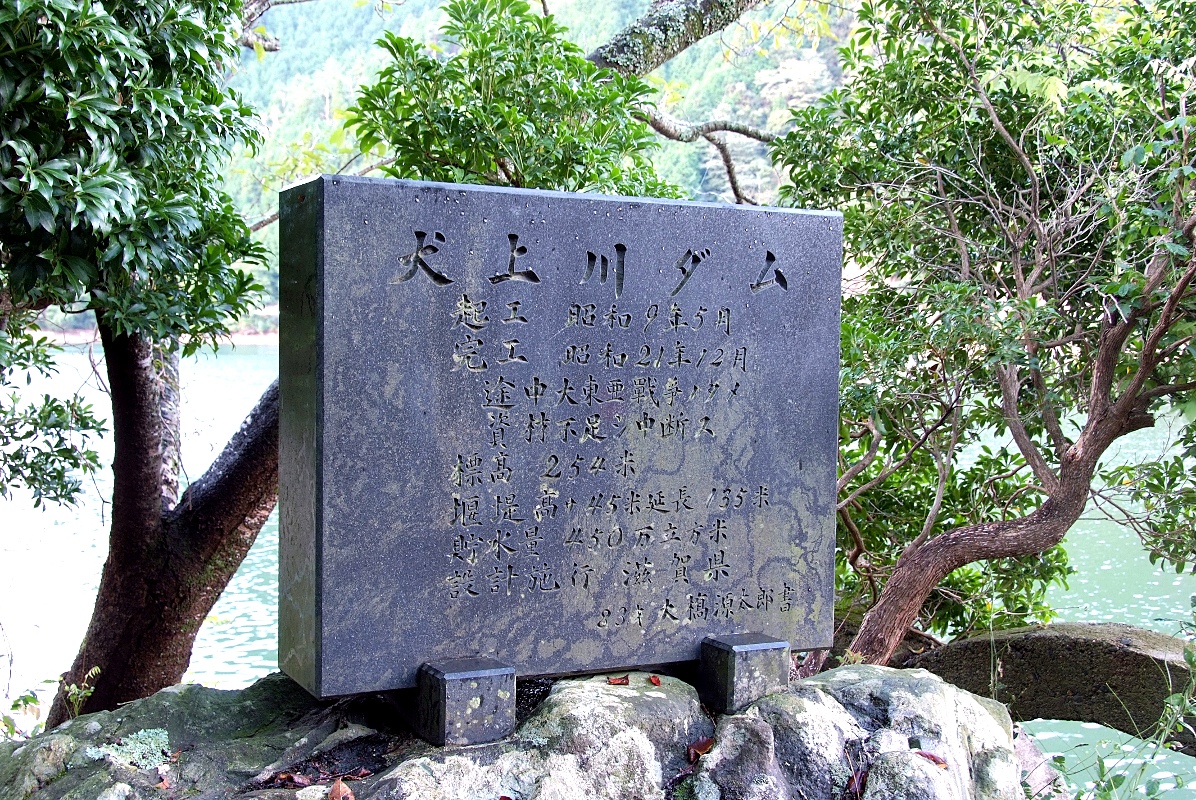 犬上川ダム
起工 昭和9年5月
完工 昭和21年12月
途中大東亜戰争ノタメ
資材不足シ中断ス
標高 254米
堰堤高サ45米延長135米
貯水量 450万立方米
設計施行 滋賀県
83才 大橋源太郎書